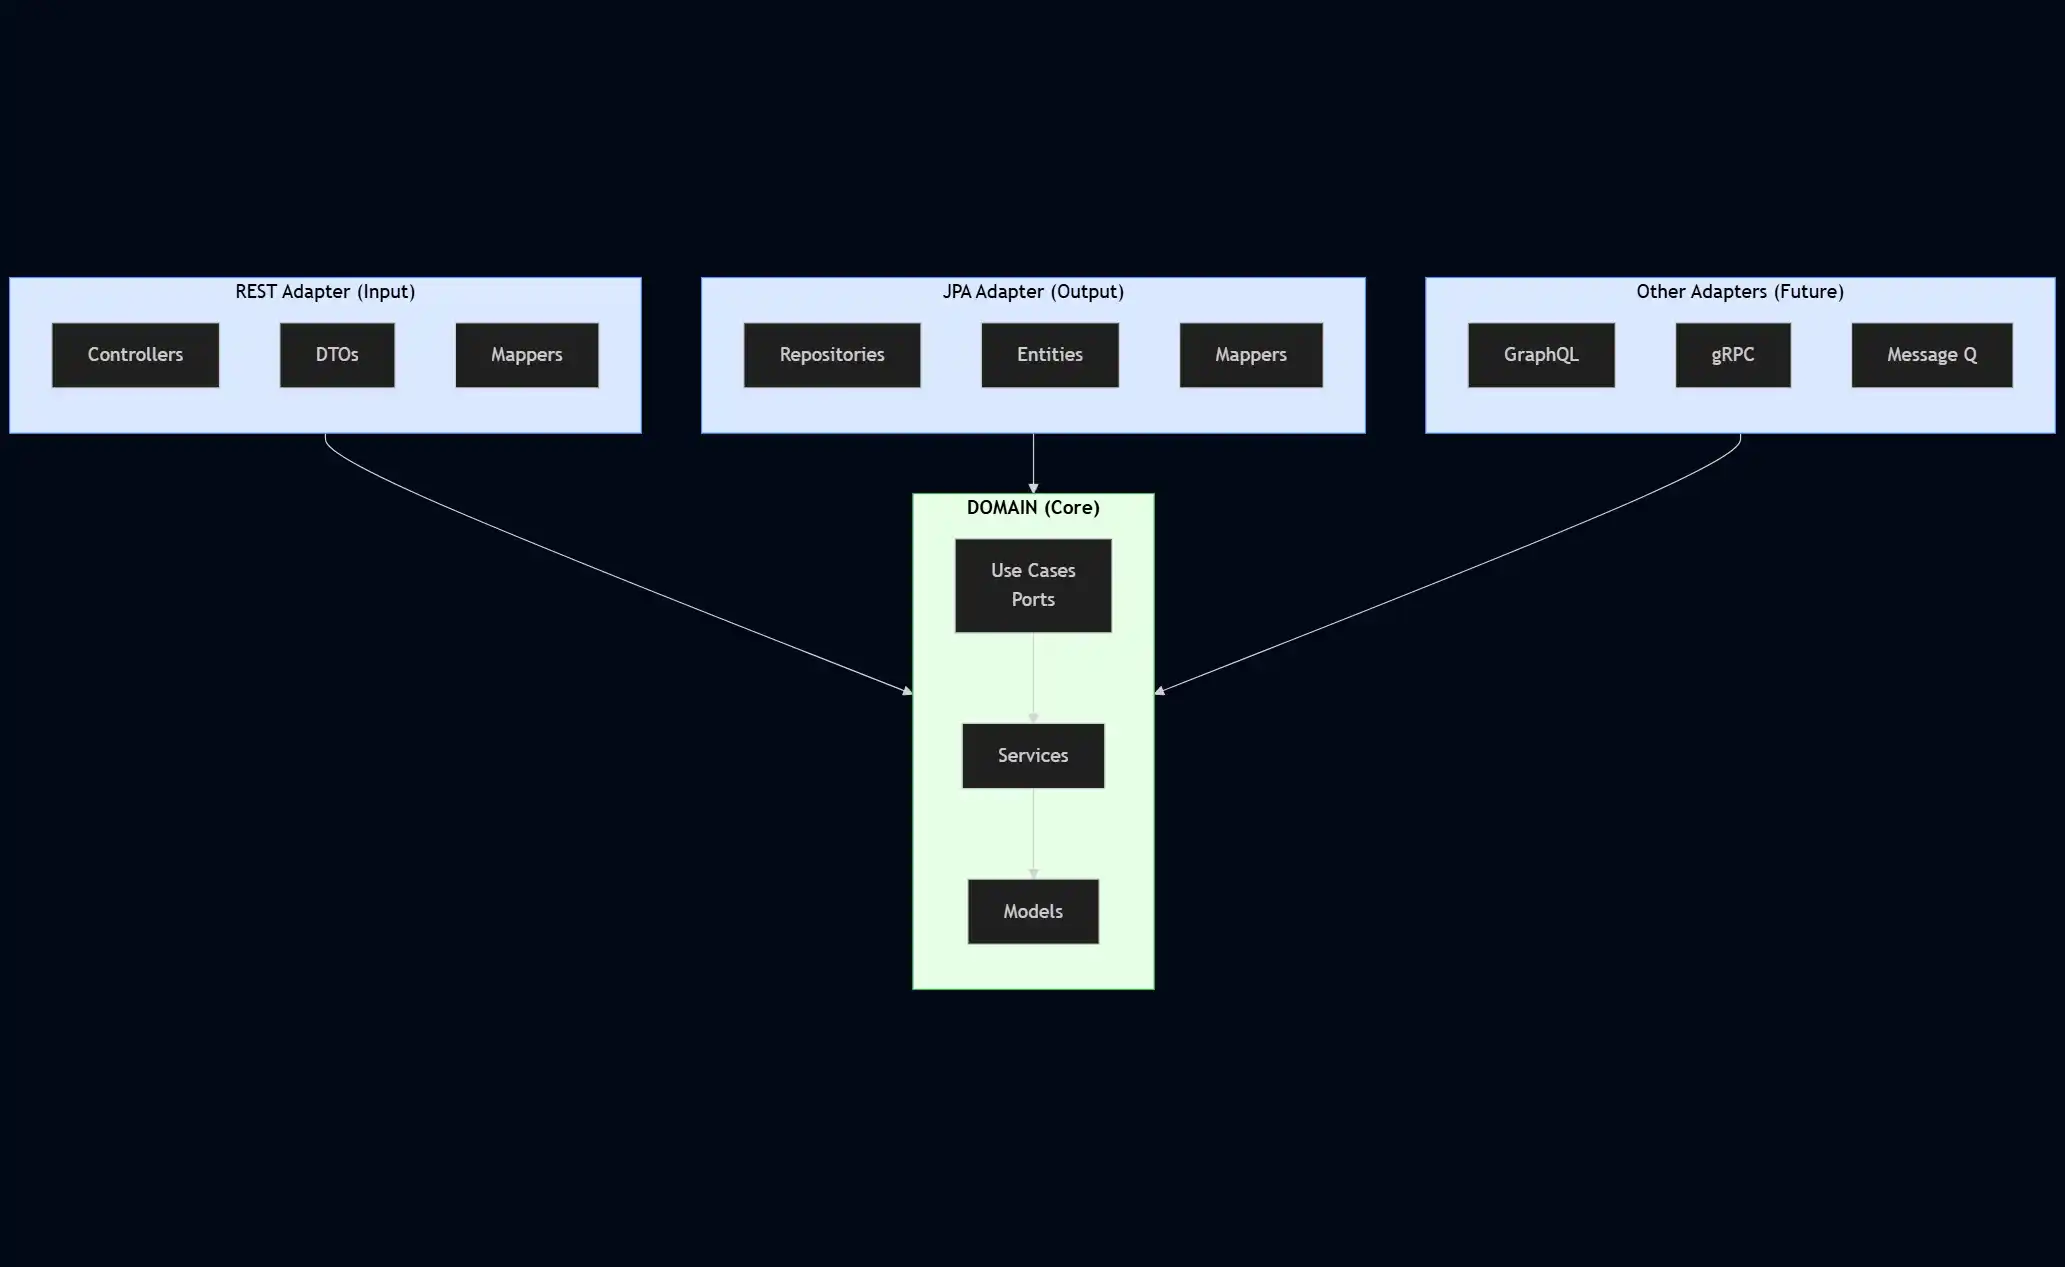 REST Adapter (Input)
Controllers
DTOs
Mappers
JPA Adapter (Output)
Repositories
Entities
Mappers
Other Adapters (Future)
GraphQL
gRPC
Message Q
DOMAIN (Core)
Use Cases
Ports
Services
Models